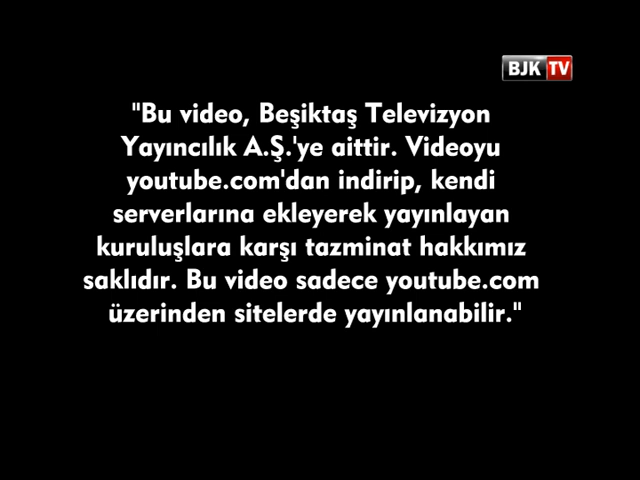 BJK TV
"Bu video, Beşiktaş Televizyon
Yayıncılık A.Ş.'ye aittir. Videoyu
youtube.com'dan indirip, kendi
serverlarına ekleyerek yayınlayan
kuruluşlara karşı tazminat hakkımız
saklıdır. Bu video sadece youtube.com
üzerinden sitelerde yayınlanabilir."